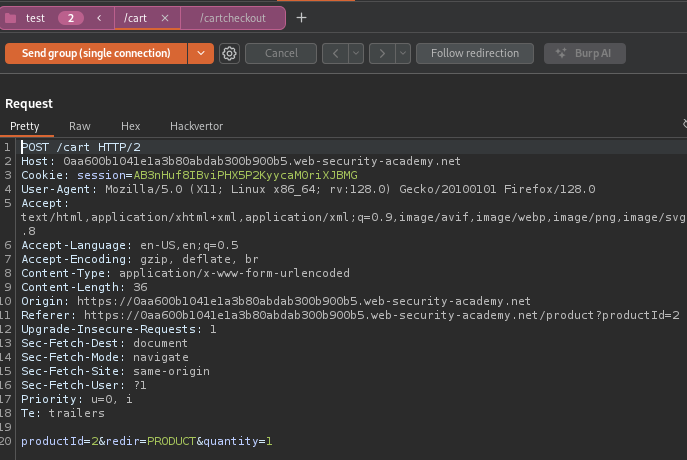 test 2 /cart × /cartcheckout +
Send group (single connection) Cancel < > Follow redirection Burp AI
Request
Pretty Raw Hex Hackvertor
1 POST /cart HTTP/2
2 Host: 0aa600b1041e1a3b80abdab300b900b5.web-security-academy.net
3 Cookie: session=AB3nHuf8IBviPHX5P2KyycaMOriXJBMG
4 User-Agent: Mozilla/5.0 (X11; Linux x86_64; rv:128.0) Gecko/20100101 Firefox/128.0
5 Accept:
text/html,application/xhtml+xml,application/xml;q=0.9,image/avif,image/webp,image/png,image/svg
.8
6 Accept-Language: en-US,en;q=0.5
7 Accept-Encoding: gzip, deflate, br
8 Content-Type: application/x-www-form-urlencoded
9 Content-Length: 36
10 Origin: https://0aa600b1041e1a3b80abdab300b900b5.web-security-academy.net
11 Referer: https://0aa600b1041e1a3b80abdab300b900b5.web-security-academy.net/product?productId=2
12 Upgrade-Insecure-Requests: 1
13 Sec-Fetch-Dest: document
14 Sec-Fetch-Mode: navigate
15 Sec-Fetch-Site: same-origin
16 Sec-Fetch-User: ?1
17 Priority: u=0, i
18 Te: trailers
19
20 productId=2&redir=PRODUCT&quantity=1